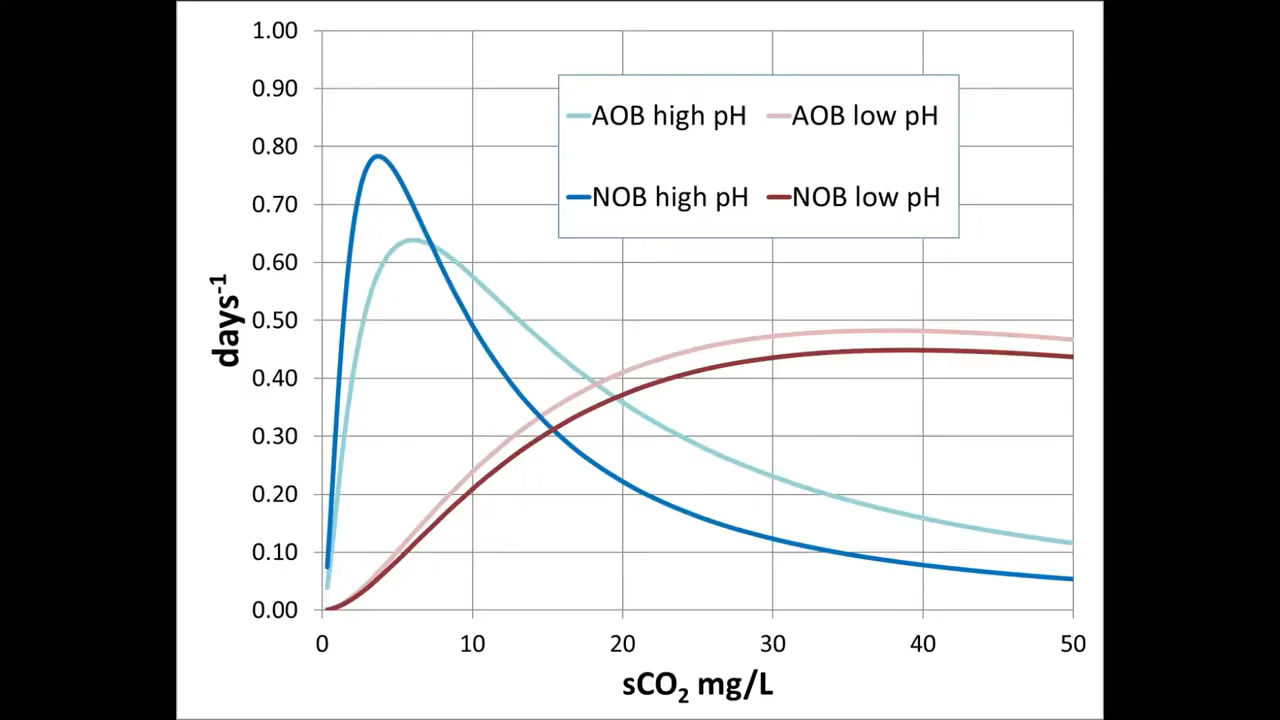 1.00
0.90
0.80
0.70
0.60
0.50
0.40
0.30
0.20
0.10
0.00
days⁻¹
AOB high pH AOB low pH
NOB high pH NOB low pH
0 10 20 30 40 50
sCO₂ mg/L